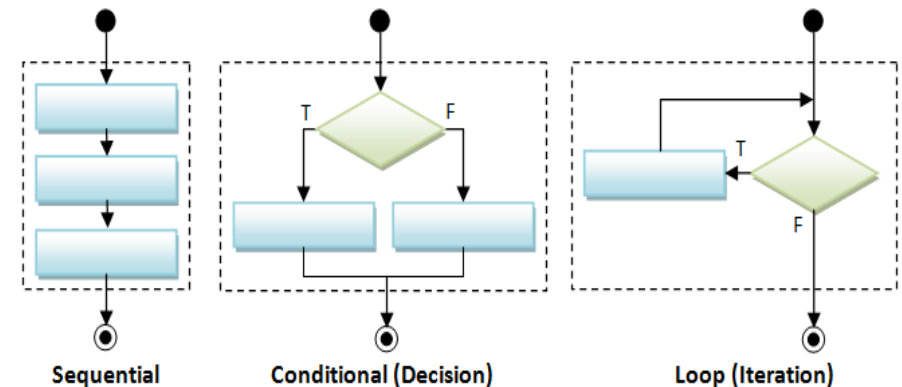 T
F
T
F
Sequential
Conditional (Decision)
Loop (Iteration)